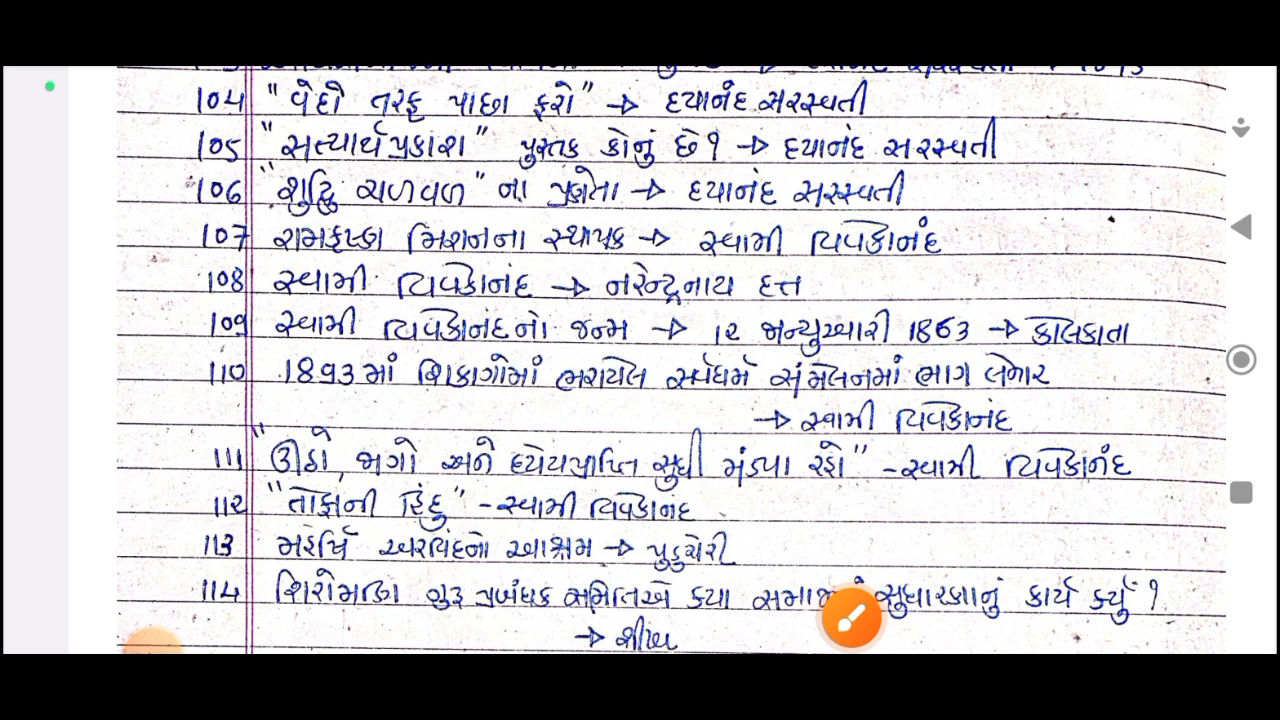 104 "વેદો તરફ પાછા ફરો" → દયાનંદ સરસ્વતી
105 "સત્યાર્થપ્રકાશ" પુસ્તક કોનું છે? → દયાનંદ સરસ્વતી
106 "શુદ્ધિ ચળવળ" ના પ્રણેતા → દયાનંદ સરસ્વતી
107 રામકૃષ્ણ મિશનના સ્થાપક → સ્વામી વિવેકાનંદ
108 સ્વામી વિવેકાનંદ → નરેન્દ્રનાથ દત્ત
109 સ્વામી વિવેકાનંદનો જન્મ → 12 જાન્યુઆરી 1863 → કોલકાતા
110 1893માં શિકાગોમાં ભરાયેલ સર્વધર્મ સંમેલનમાં ભાગ લેનાર
→ સ્વામી વિવેકાનંદ
111 "ઊઠો, જાગો અને ધ્યેયપ્રાપ્તિ સુધી મંડ્યા રહો" - સ્વામી વિવેકાનંદ
112 "તોફાની હિંદુ" - સ્વામી વિવેકાનંદ
113 મહર્ષિ અરવિંદનો આશ્રમ → પુડુચેરી
114 શિરોમણી ગુરુ પ્રબંધક સમિતિએ કયા સુધારણાનું કાર્ય કર્યું?
→ શીખ